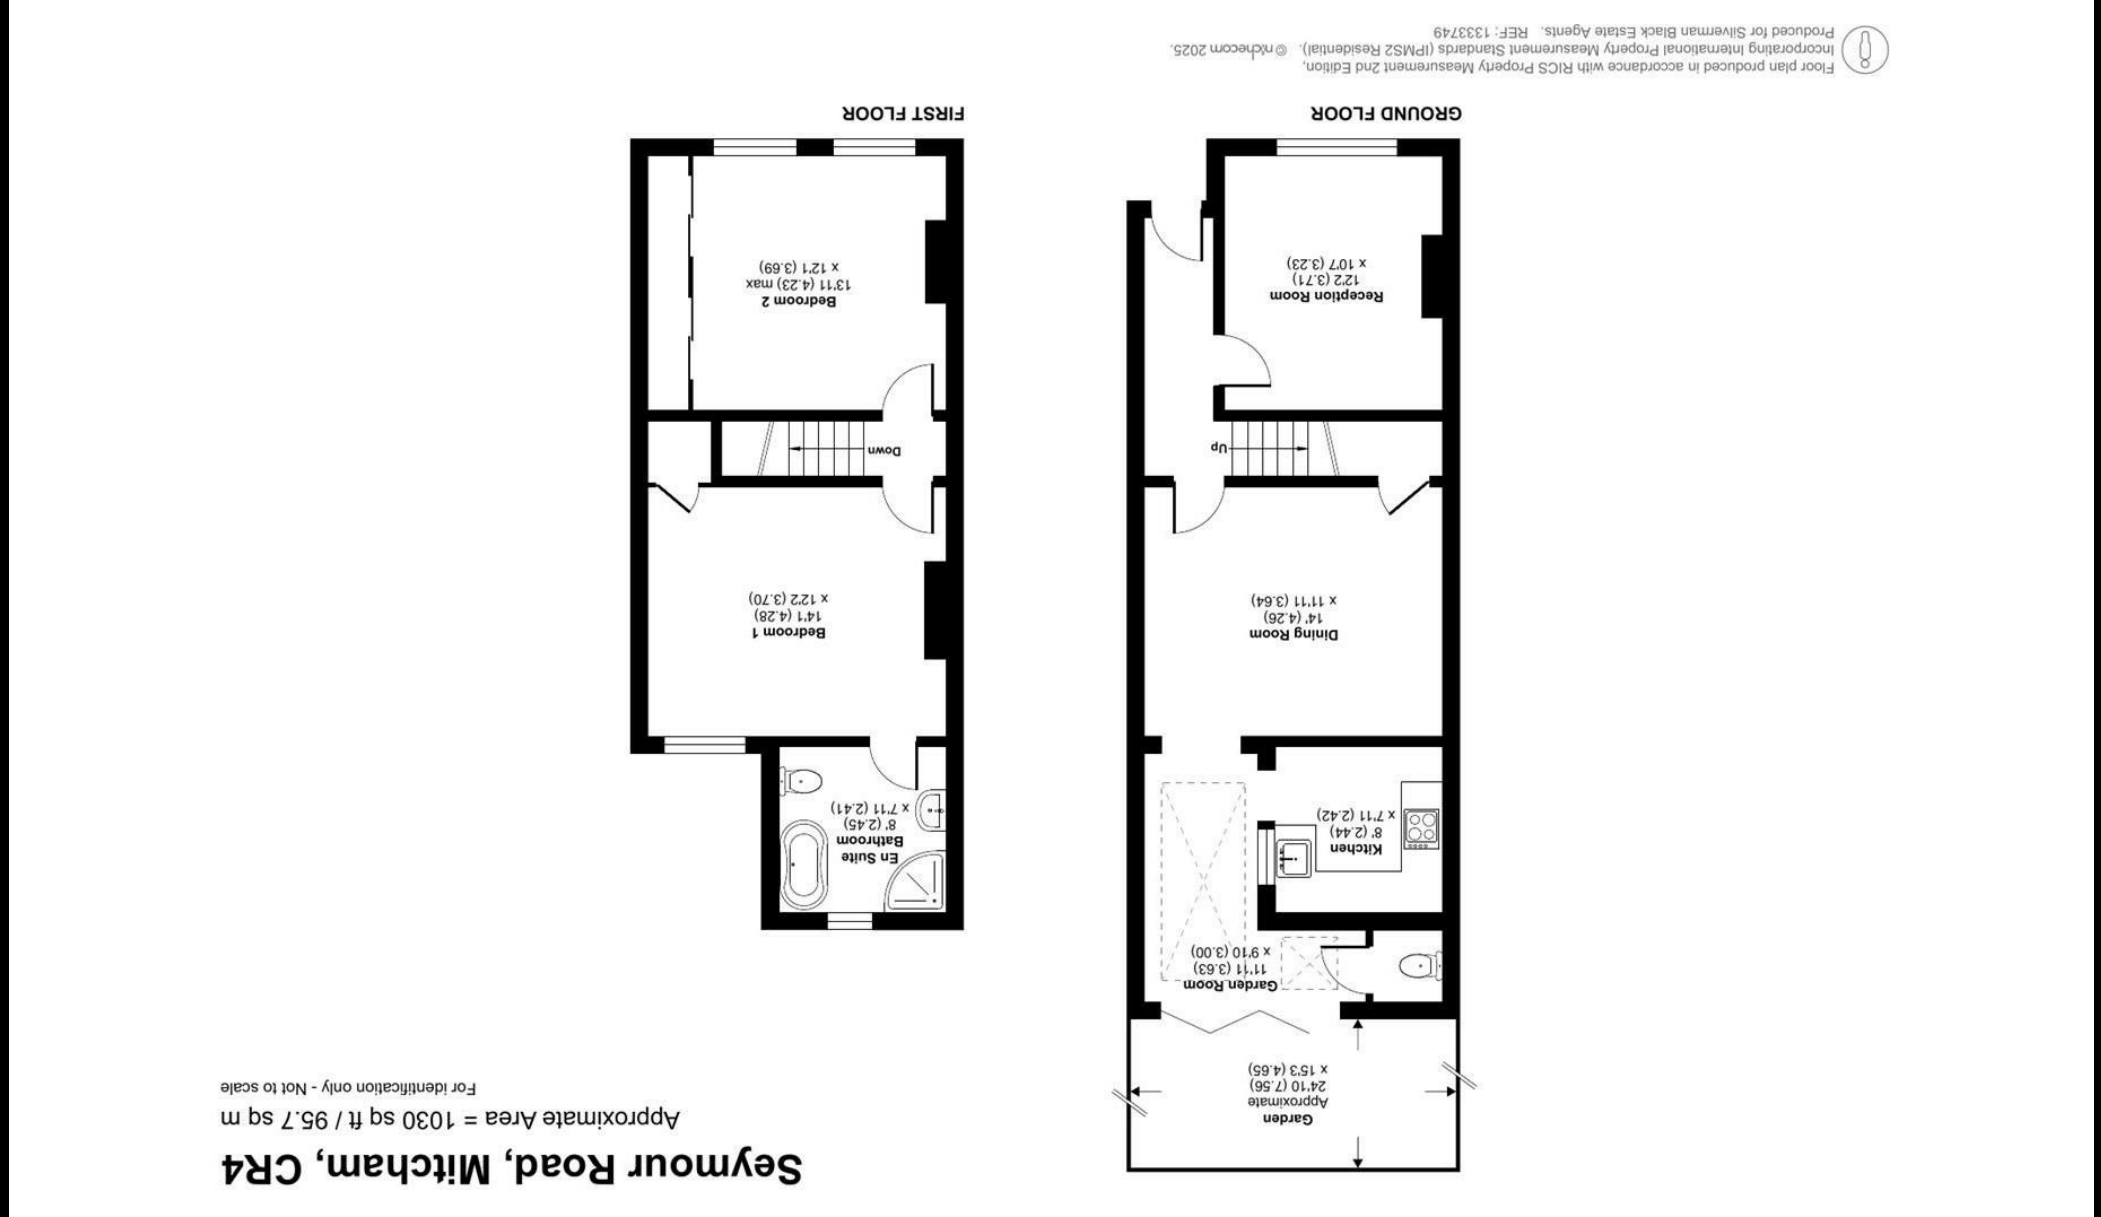 Seymour Road, Mitcham, CR4
Approximate Area = 1030 sq ft / 95.7 sq m
For identification only - Not to scale
Garden
Approximate
24'10 (7.56)
x 15'3 (4.65)
Garden Room
11'11 (3.63)
x 9'10 (3.00)
Kitchen
8' (2.44)
x 7'11 (2.42)
Dining Room
14' (4.26)
x 11'11 (3.64)
Up
Reception Room
12'2 (3.71)
x 10'7 (3.23)
GROUND FLOOR
En Suite
Bathroom
8' (2.45)
x 7'11 (2.41)
Bedroom 1
14'1 (4.28)
x 12'2 (3.70)
Down
Bedroom 2
13'11 (4.23) max
x 12'1 (3.69)
FIRST FLOOR
Floor plan produced in accordance with RICS Property Measurement 2nd Edition,
Incorporating International Property Measurement Standards (IPMS2 Residential). © nichecom 2025.
Produced for Silverman Black Estate Agents. REF: 1333749